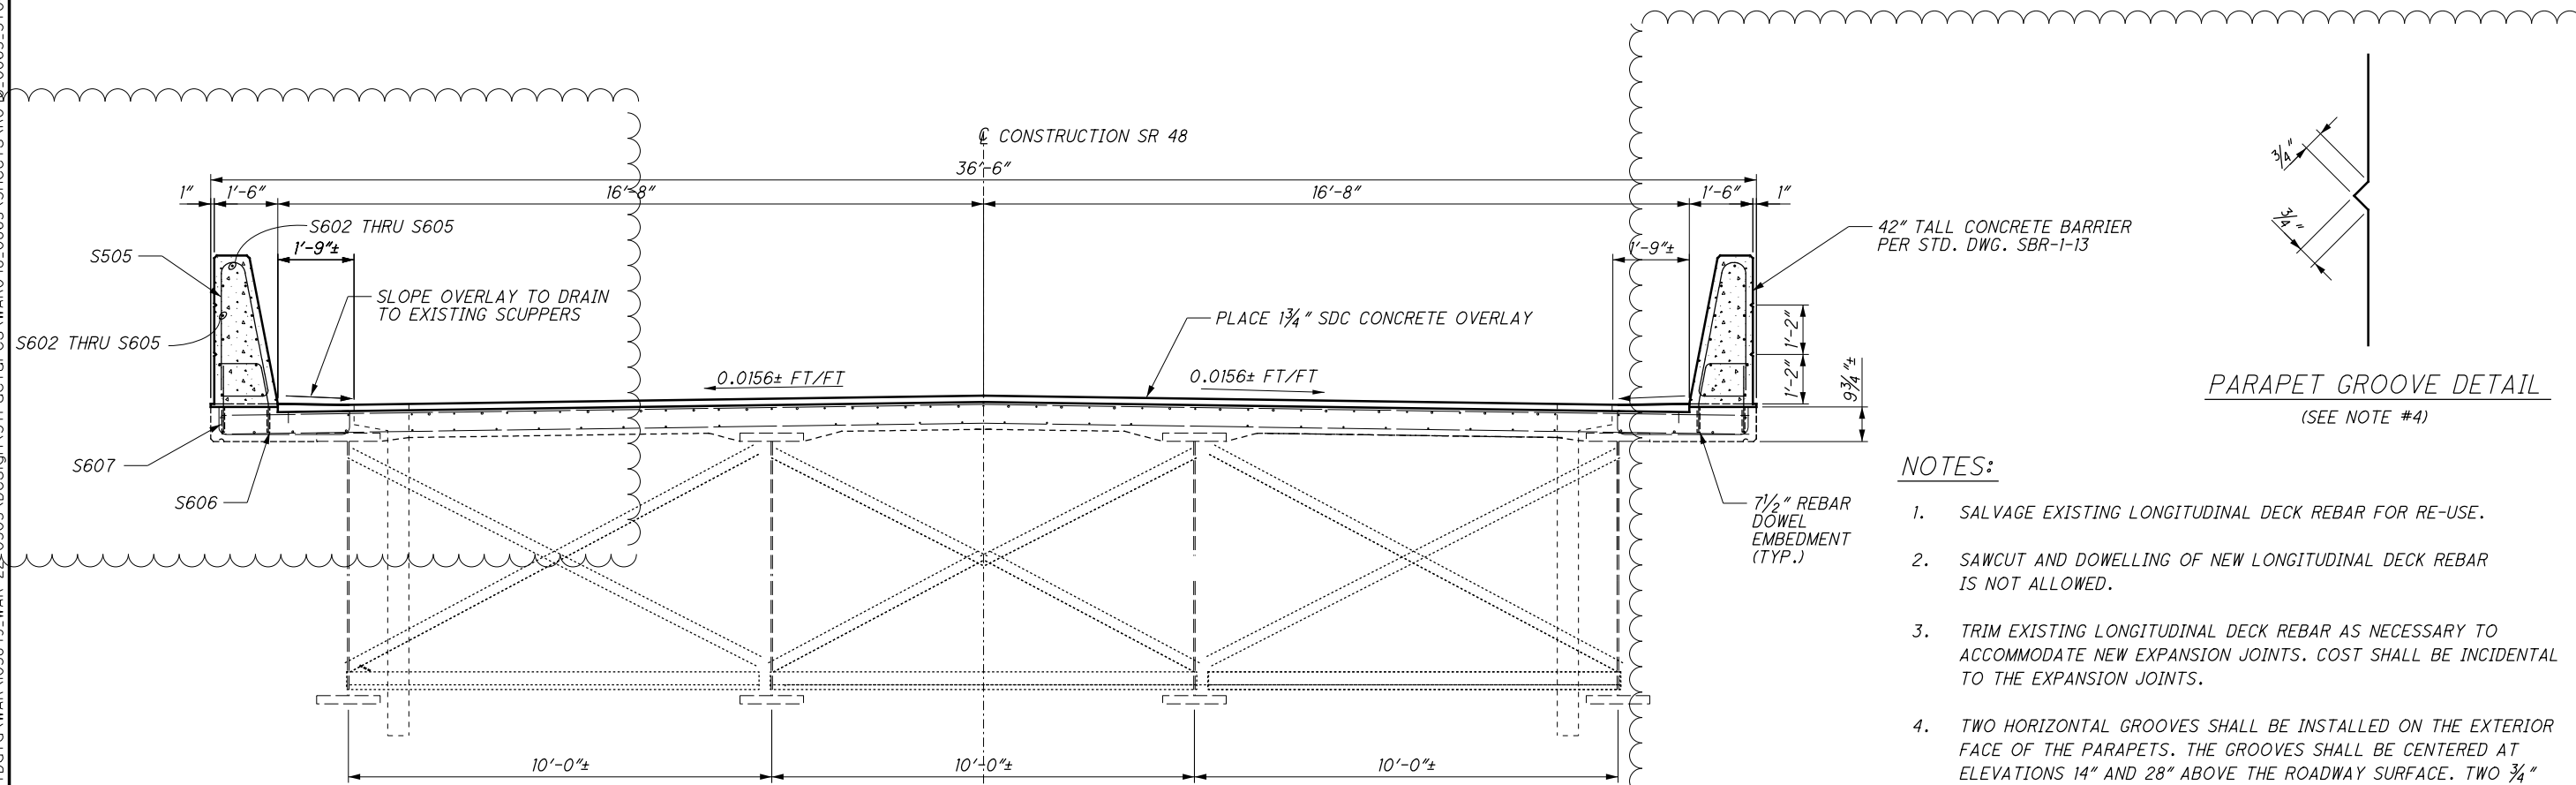 ℄ CONSTRUCTION SR 48
36'-6"
1" 1'-6" 16'-8" 16'-8" 1'-6" 1"
S602 THRU S605
1'-9"± 1'-9"±
S505
42" TALL CONCRETE BARRIER
PER STD. DWG. SBR-1-13
SLOPE OVERLAY TO DRAIN
TO EXISTING SCUPPERS
PLACE 1¾" SDC CONCRETE OVERLAY
S602 THRU S605
1'-2"
1'-2"
9¾"±
0.0156± FT/FT 0.0156± FT/FT
S607
S606
7½" REBAR
DOWEL
EMBEDMENT
(TYP.)
10'-0"± 10'-0"± 10'-0"±
¾"
¾"
PARAPET GROOVE DETAIL
(SEE NOTE #4)
NOTES:
1. SALVAGE EXISTING LONGITUDINAL DECK REBAR FOR RE-USE.
2. SAWCUT AND DOWELLING OF NEW LONGITUDINAL DECK REBAR
IS NOT ALLOWED.
3. TRIM EXISTING LONGITUDINAL DECK REBAR AS NECESSARY TO
ACCOMMODATE NEW EXPANSION JOINTS. COST SHALL BE INCIDENTAL
TO THE EXPANSION JOINTS.
4. TWO HORIZONTAL GROOVES SHALL BE INSTALLED ON THE EXTERIOR
FACE OF THE PARAPETS. THE GROOVES SHALL BE CENTERED AT
ELEVATIONS 14" AND 28" ABOVE THE ROADWAY SURFACE. TWO ¾"